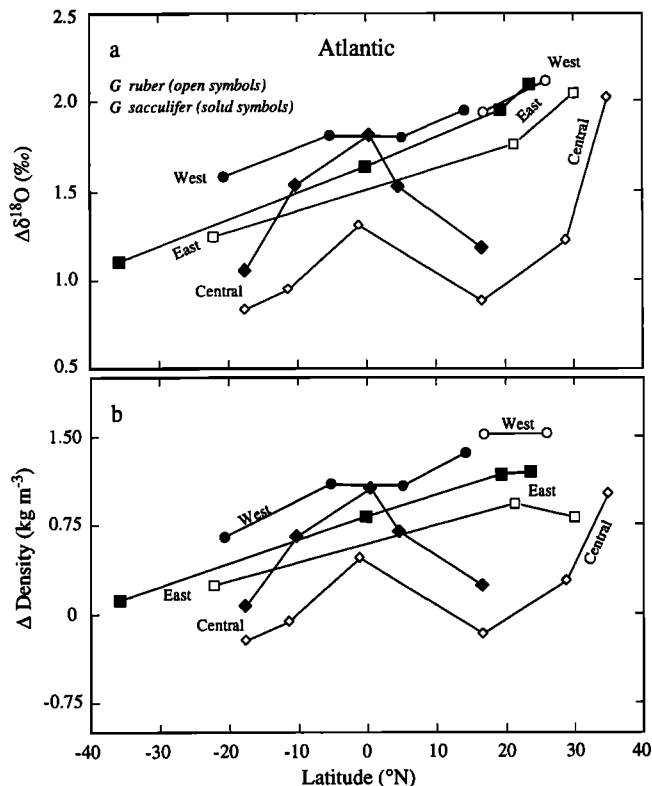 2.5
a
Atlantic
G ruber (open symbols)
G sacculifer (solid symbols)
West
2.0
East
Central
West
1.5
East
Central
1.0
0.5
Δδ¹⁸O (‰)
b
1.50
West
West
East
0.75
Central
East
0
Central
-0.75
Δ Density (kg m⁻³)
-40 -30 -20 -10 0 10 20 30 40
Latitude (°N)